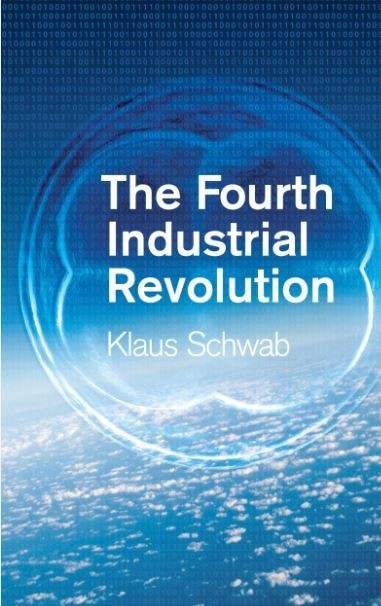 The Fourth
Industrial
Revolution
Klaus Schwab